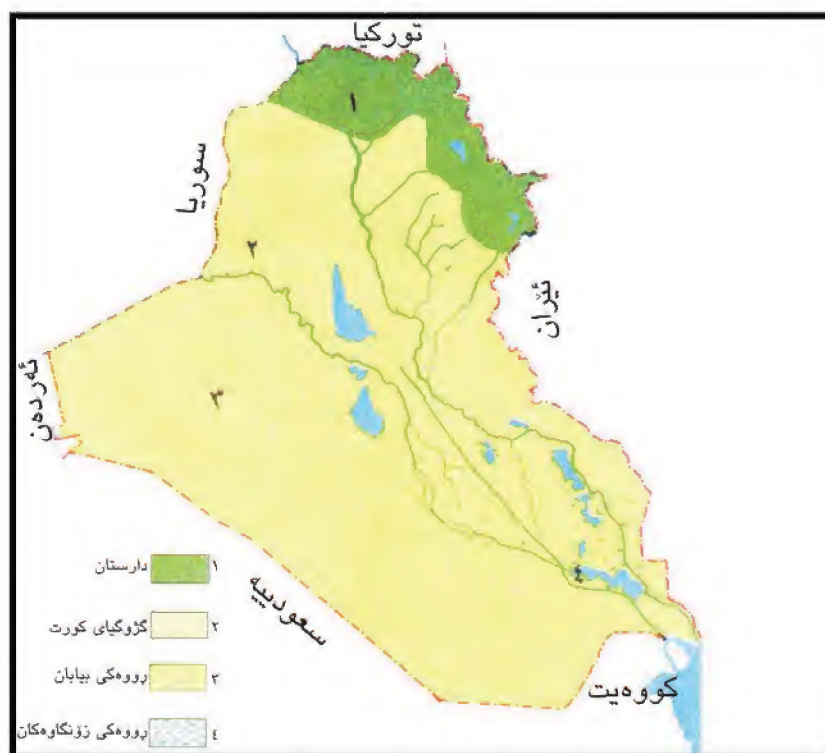 تورکیا
١
سوریا
٢
ئێران
ئەردەن
٣
٤
سعودییە
کووەیت
١ دارستان
٢ گژوگیای کورت
٣ ڕووەکی بیابان
٤ ڕووەکی زۆنگاوەکان